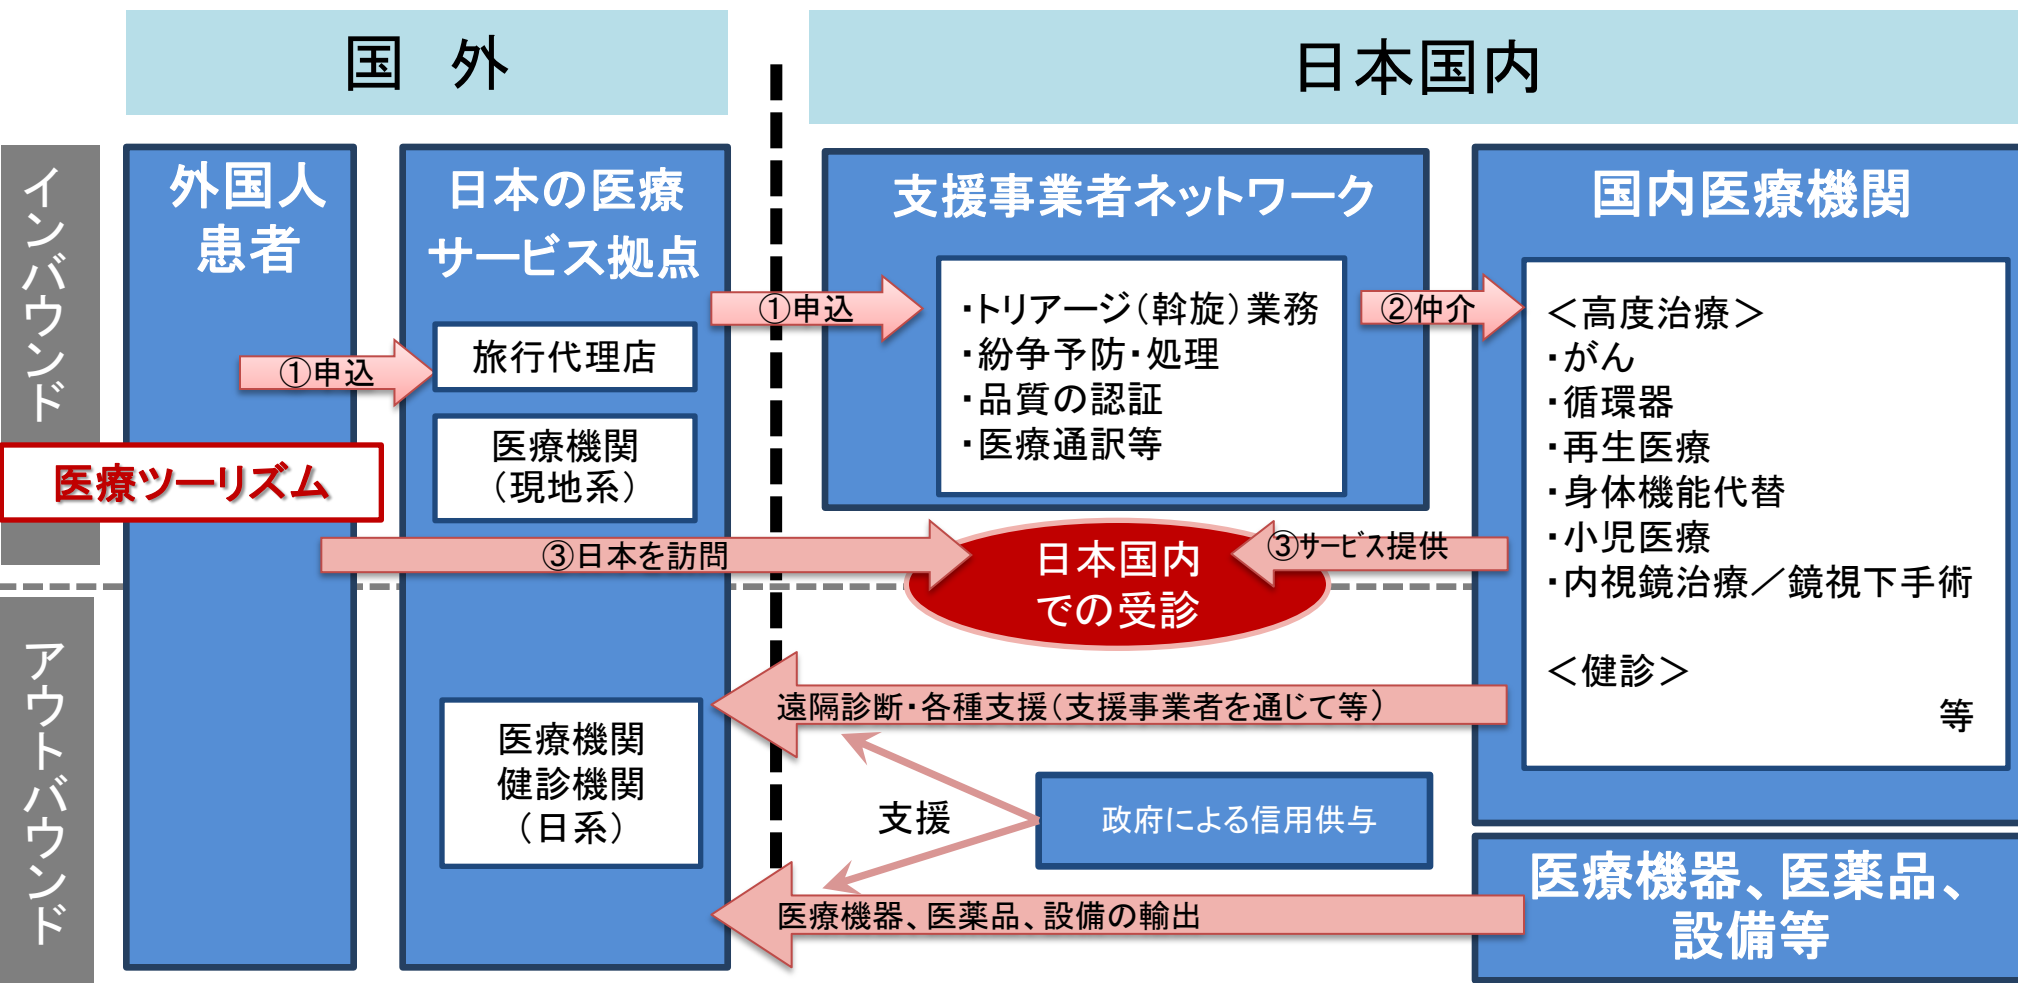 国　外
日本国内
インバウンド
外国人
患者
日本の医療
サービス拠点
支援事業者ネットワーク
国内医療機関
①申込
旅行代理店
医療機関
（現地系）
①申込
・トリアージ（斡旋）業務
・紛争予防・処理
・品質の認証
・医療通訳等
②仲介
＜高度治療＞
・がん
・循環器
・再生医療
・身体機能代替
・小児医療
・内視鏡治療／鏡視下手術
＜健診＞
等
医療ツーリズム
③日本を訪問
日本国内
での受診
③サービス提供
アウトバウンド
医療機関
健診機関
（日系）
遠隔診断・各種支援（支援事業者を通じて等）
支援
政府による信用供与
医療機器、医薬品、設備の輸出
医療機器、医薬品、
設備等